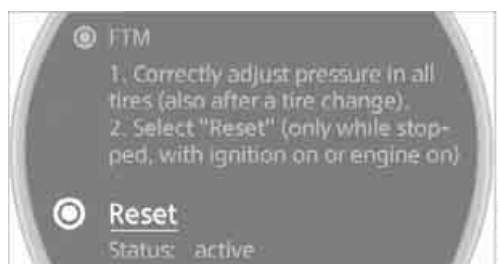 FTM
1. Correctly adjust pressure in all
tires (also after a tire change).
2. Select "Reset" (only while stop-
ped, with ignition on or engine on)
Reset
Status: active